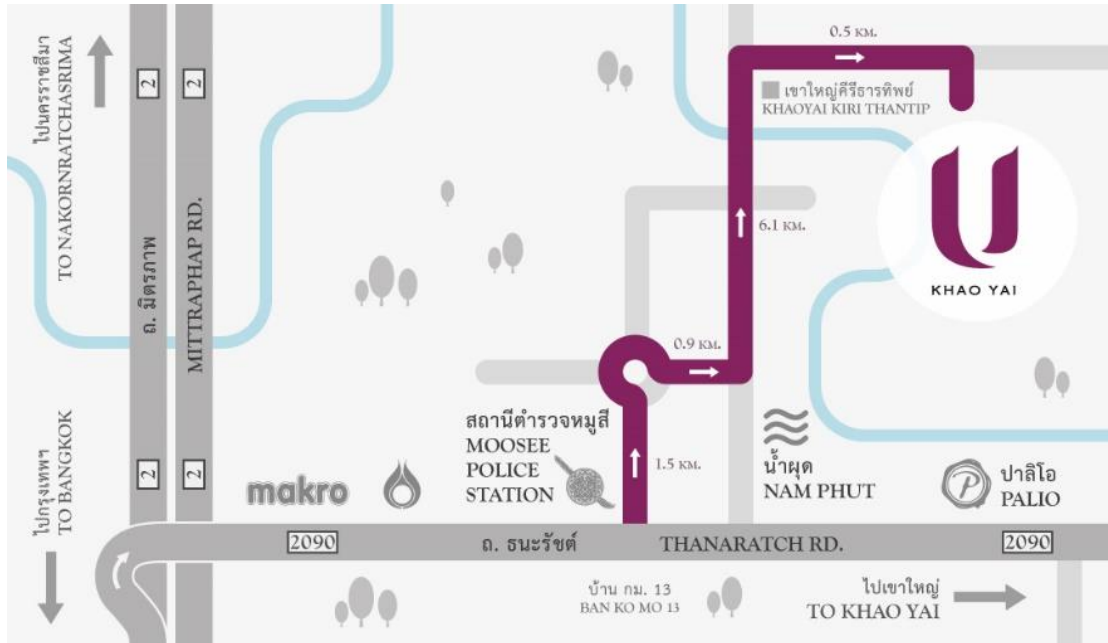 ไปนครราชสีมา
TO NAKORNRATCHASRIMA
2
2
ถ. มิตรภาพ
MITTRAPHAP RD.
0.5 KM.
เขาใหญ่คีรีธารทิพย์
KHAOYAI KIRI THANTIP
6.1 KM.
U
KHAO YAI
0.9 KM.
ไปกรุงเทพฯ
TO BANGKOK
2
2
makro
สถานีตำรวจหมูสี
MOOSEE
POLICE
STATION
1.5 KM.
น้ำผุด
NAM PHUT
P
ปาลิโอ
PALIO
2090
ถ. ธนะรัชต์
THANARATCH RD.
2090
บ้าน กม. 13
BAN KO MO 13
ไปเขาใหญ่
TO KHAO YAI